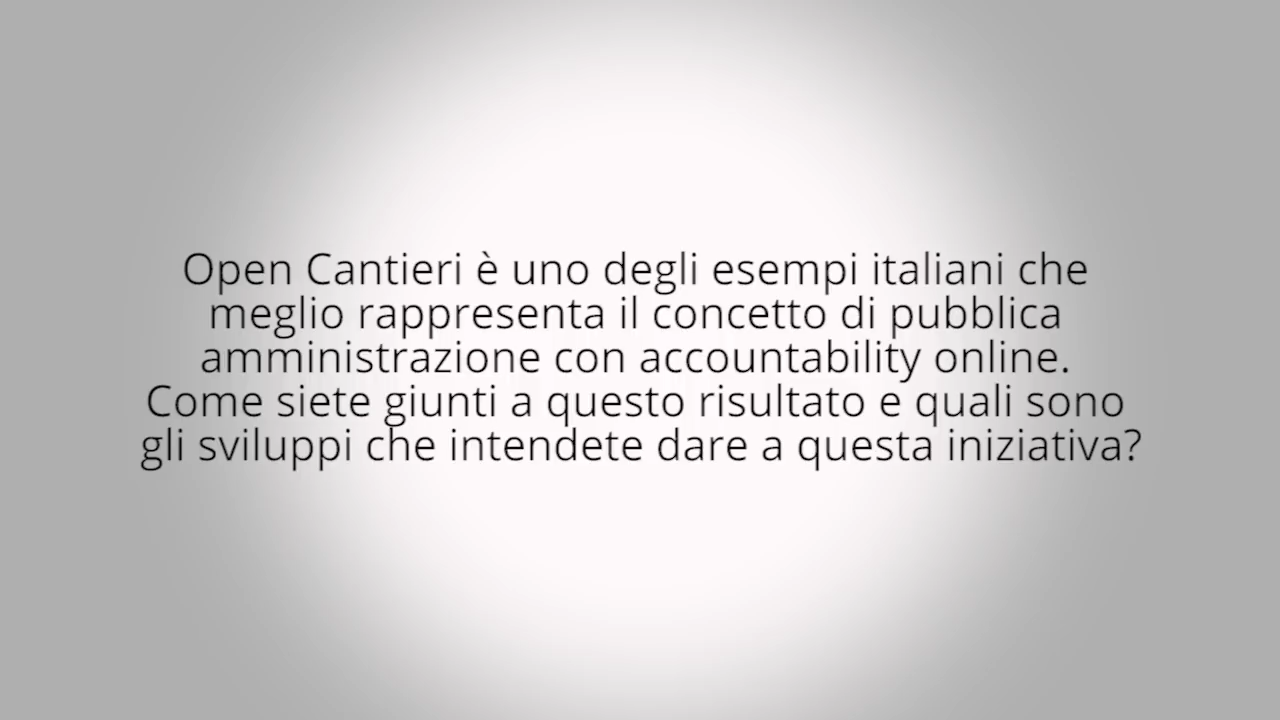 Open Cantieri è uno degli esempi italiani che
meglio rappresenta il concetto di pubblica
amministrazione con accountability online.
Come siete giunti a questo risultato e quali sono
gli sviluppi che intendete dare a questa iniziativa?